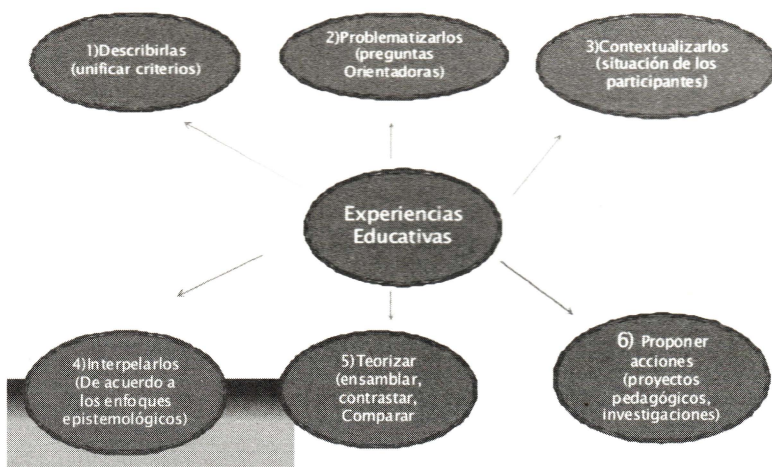 1)Describirlas
(unificar criterios)
2)Problematizarlos
(preguntas
Orientadoras)
3)Contextualizarlos
(situación de los
participantes)
Experiencias
Educativas
4)Interpelarlos
(De acuerdo a
los enfoques
epistemológicos)
5)Teorizar
(ensamblar,
contrastar,
Comparar
6) Proponer
acciones
(proyectos
pedagógicos,
investigaciones)